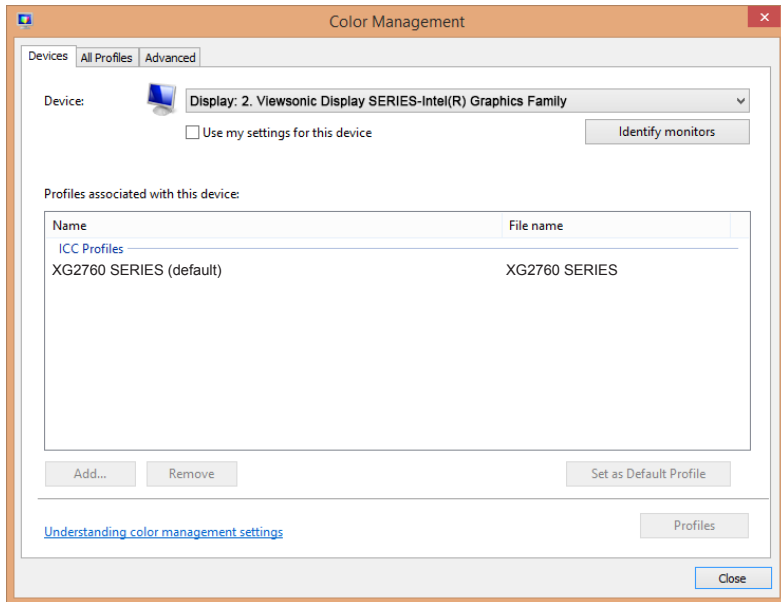 Color Management
Devices All Profiles Advanced
Device: Display: 2. Viewsonic Display SERIES-Intel(R) Graphics Family
Use my settings for this device Identify monitors
Profiles associated with this device:
Name File name
ICC Profiles
XG2760 SERIES (default) XG2760 SERIES
Add... Remove Set as Default Profile
Understanding color management settings Profiles
Close